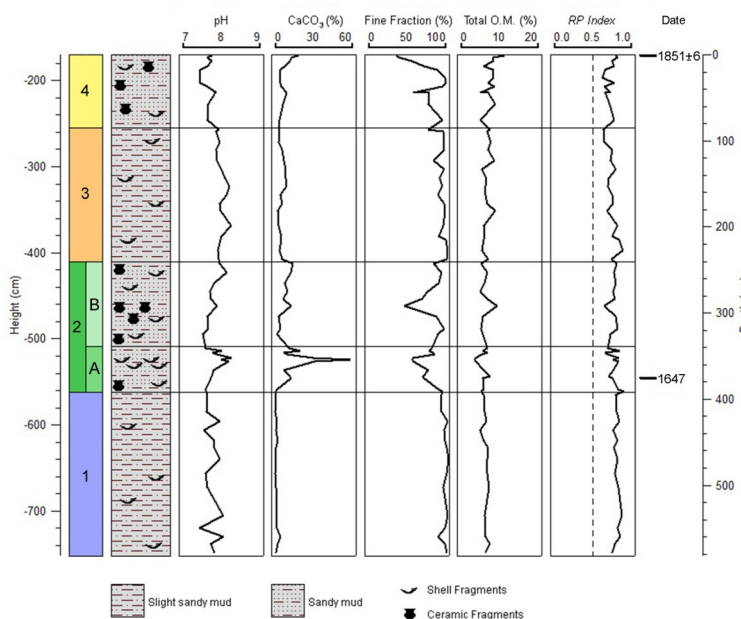 pH CaCO₃ (%) Fine Fraction (%) Total O.M. (%) RP Index Date
7 8 9 0 30 60 0 50 100 0 10 20 0 0.5 1.0
1851±6 0
-200
4
100
-300
3
200
-400
Height (cm)
B
300
2
-500
A
1647
400
-600
1
500
-700
Slight sandy mud
Sandy mud
Shell Fragments
Ceramic Fragments